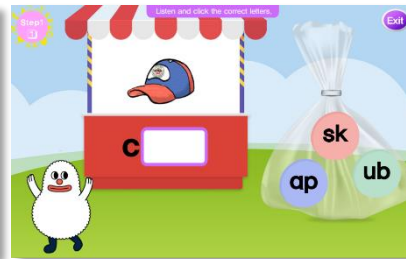 Step1
Listen and click the correct letters.
Exit
c
sk
ap
ub